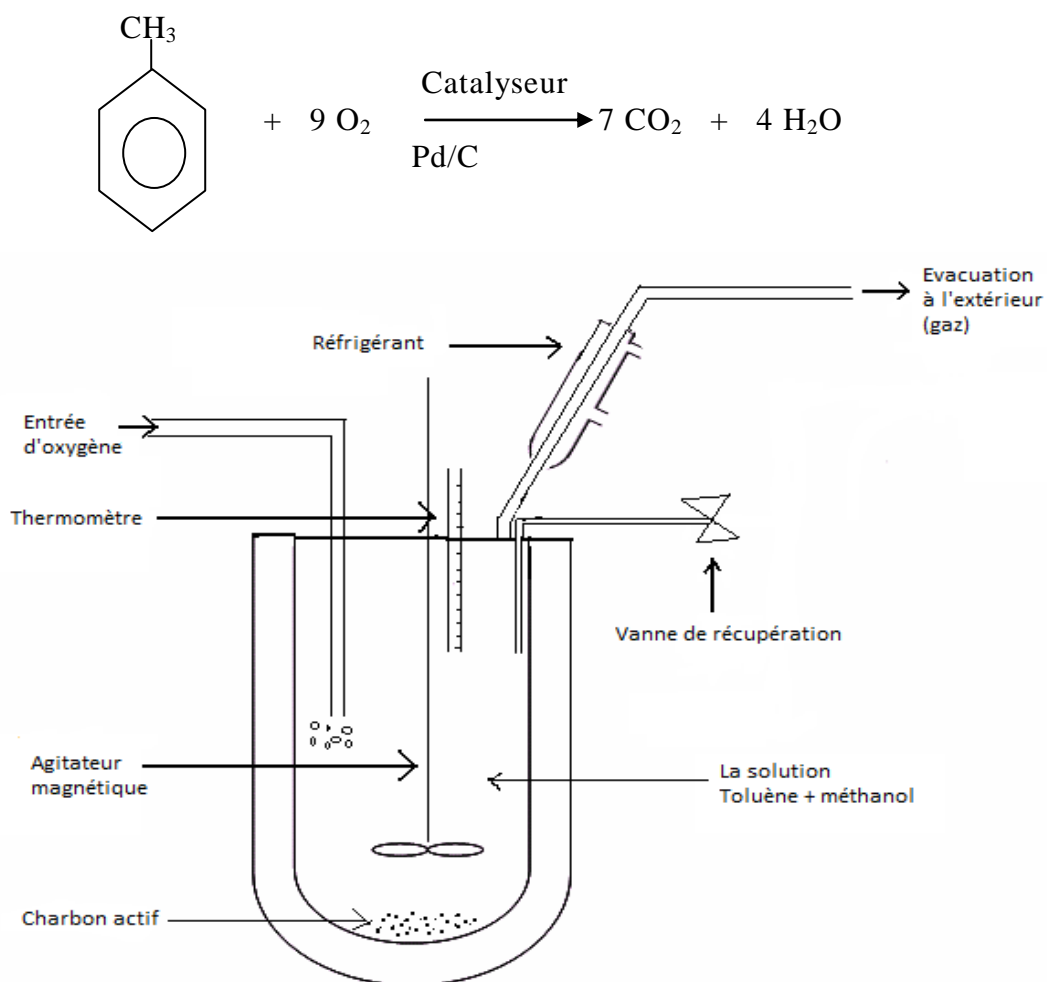 CH₃
+ 9 O₂ Catalyseur Pd/C 7 CO₂ + 4 H₂O
Evacuation
à l'extérieur
(gaz)
Réfrigérant
Entrée
d'oxygène
Thermomètre
Vanne de récupération
Agitateur
magnétique
La solution
Toluène + méthanol
Charbon actif